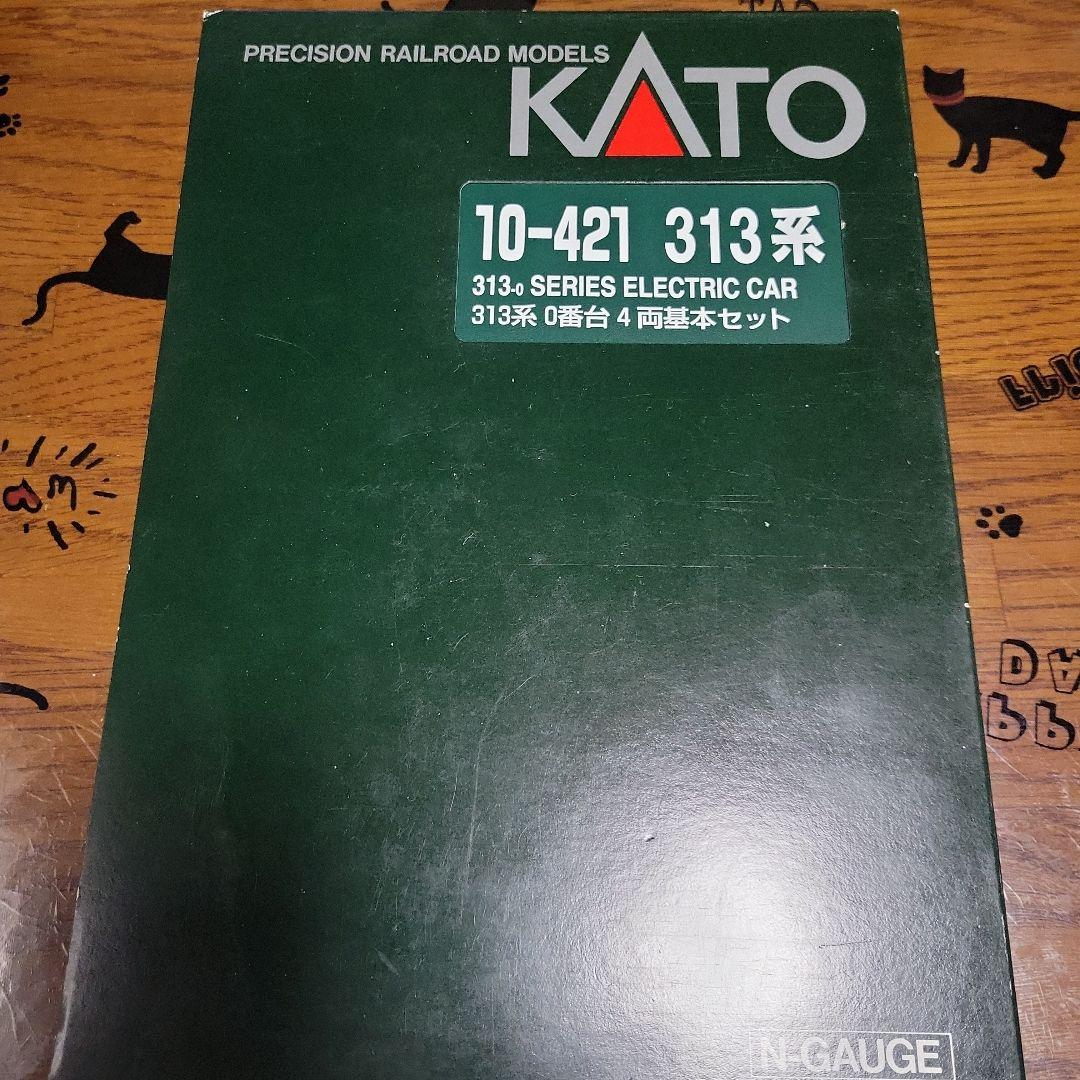 PRECISION RAILROAD MODELS
KATO
10-421 313系
313-0 SERIES ELECTRIC CAR
313系 0番台 4両基本セット
N-GAUGE
CAT